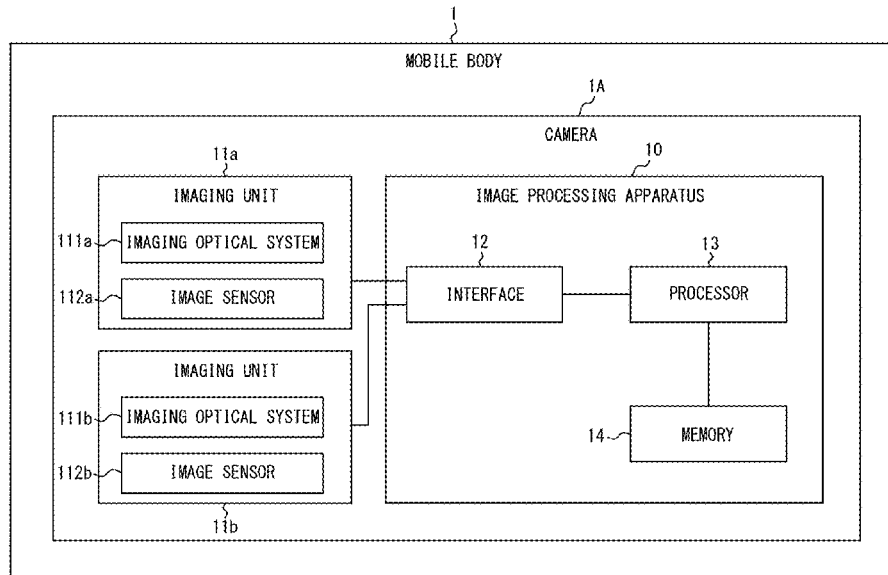 1
MOBILE BODY
1A
CAMERA
11a
10
IMAGING UNIT
IMAGE PROCESSING APPARATUS
111a
IMAGING OPTICAL SYSTEM
12
13
112a
IMAGE SENSOR
INTERFACE
PROCESSOR
IMAGING UNIT
111b
IMAGING OPTICAL SYSTEM
14
MEMORY
112b
IMAGE SENSOR
11b